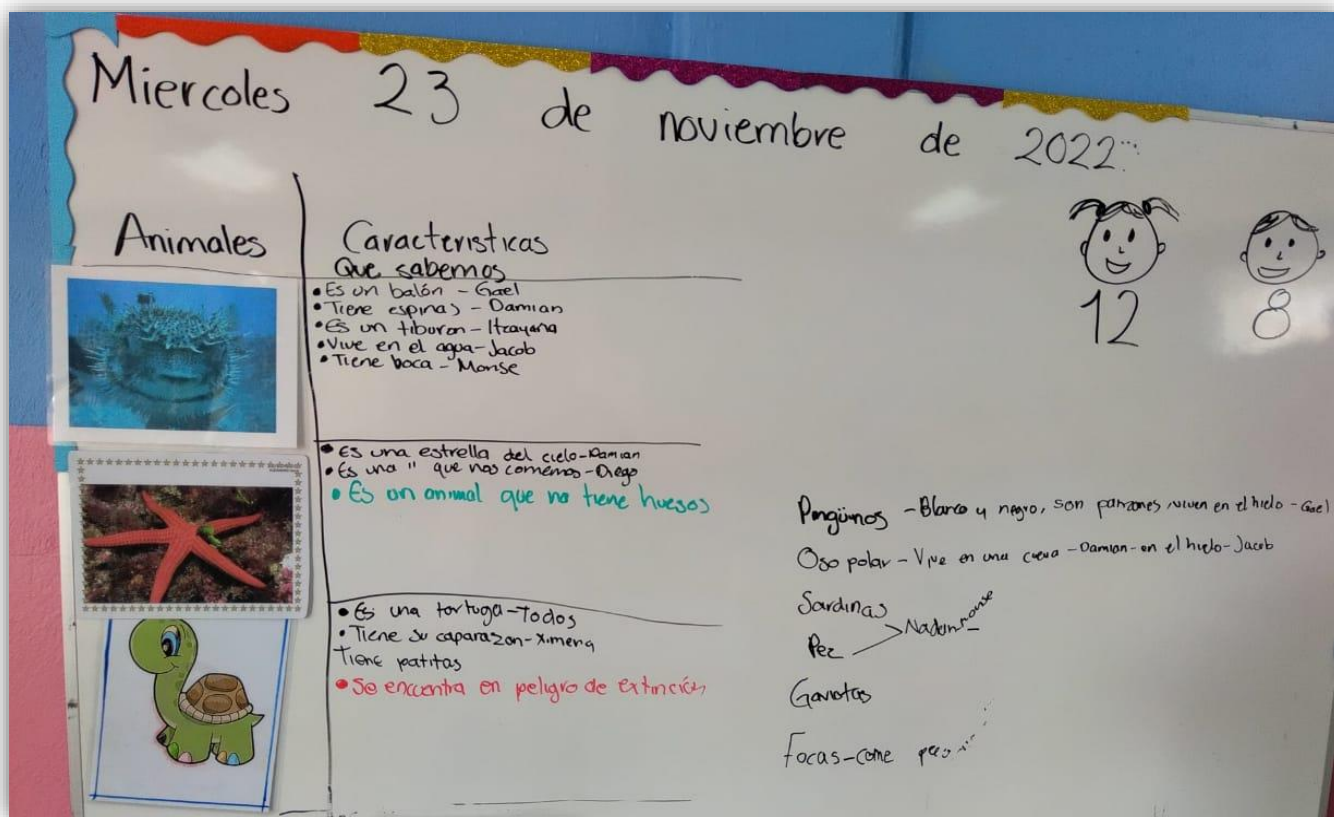 Miercoles 23 de noviembre de 2022
Animales
Caracteristicas
Que sabemos
• Es un balón - Gael
• Tiene espinas - Damian
• Es un tiburon - Itzayana
• Vive en el agua - Jacob
• Tiene boca - Monse
• Es una estrella del cielo - Damian
• Es una " que nos comemos - Diego
• Es un animal que no tiene huesos
• Es una tortuga - Todos
• Tiene su caparazon - Ximena
Tiene patitas
• Se encuentra en peligro de extinción
12
8
Pingüinos - Blanco y negro, son panzones, viven en el hielo - Gael
Oso polar - Vive en una cueva - Damian - en el hielo - Jacob
Sardinas
Pez
Nadan - monse
Gaviotas
Focas - come